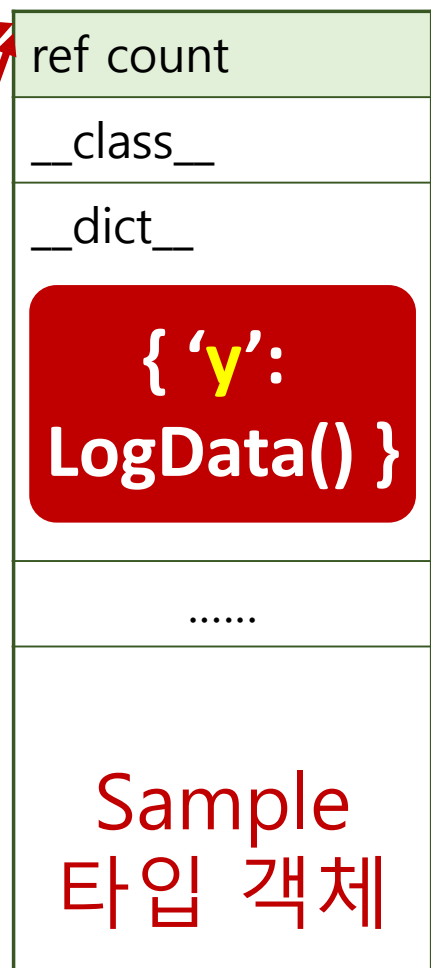 ref count
__class__
__dict__
{ ‘y’:
LogData() }
......
Sample
타입 객체